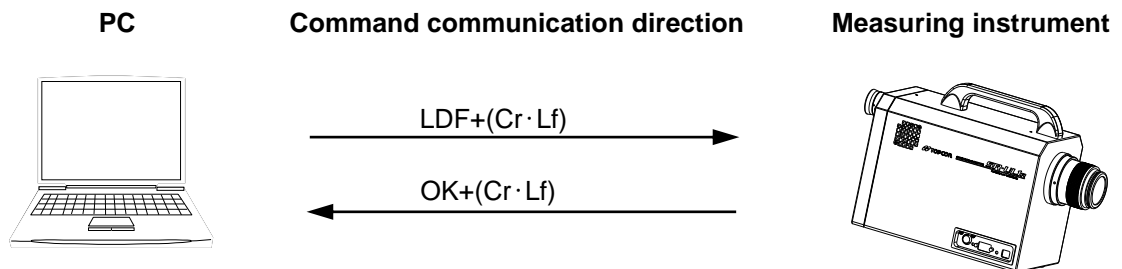 PC
Command communication direction
Measuring instrument
LDF+(Cr·Lf)
OK+(Cr·Lf)
TOPCON